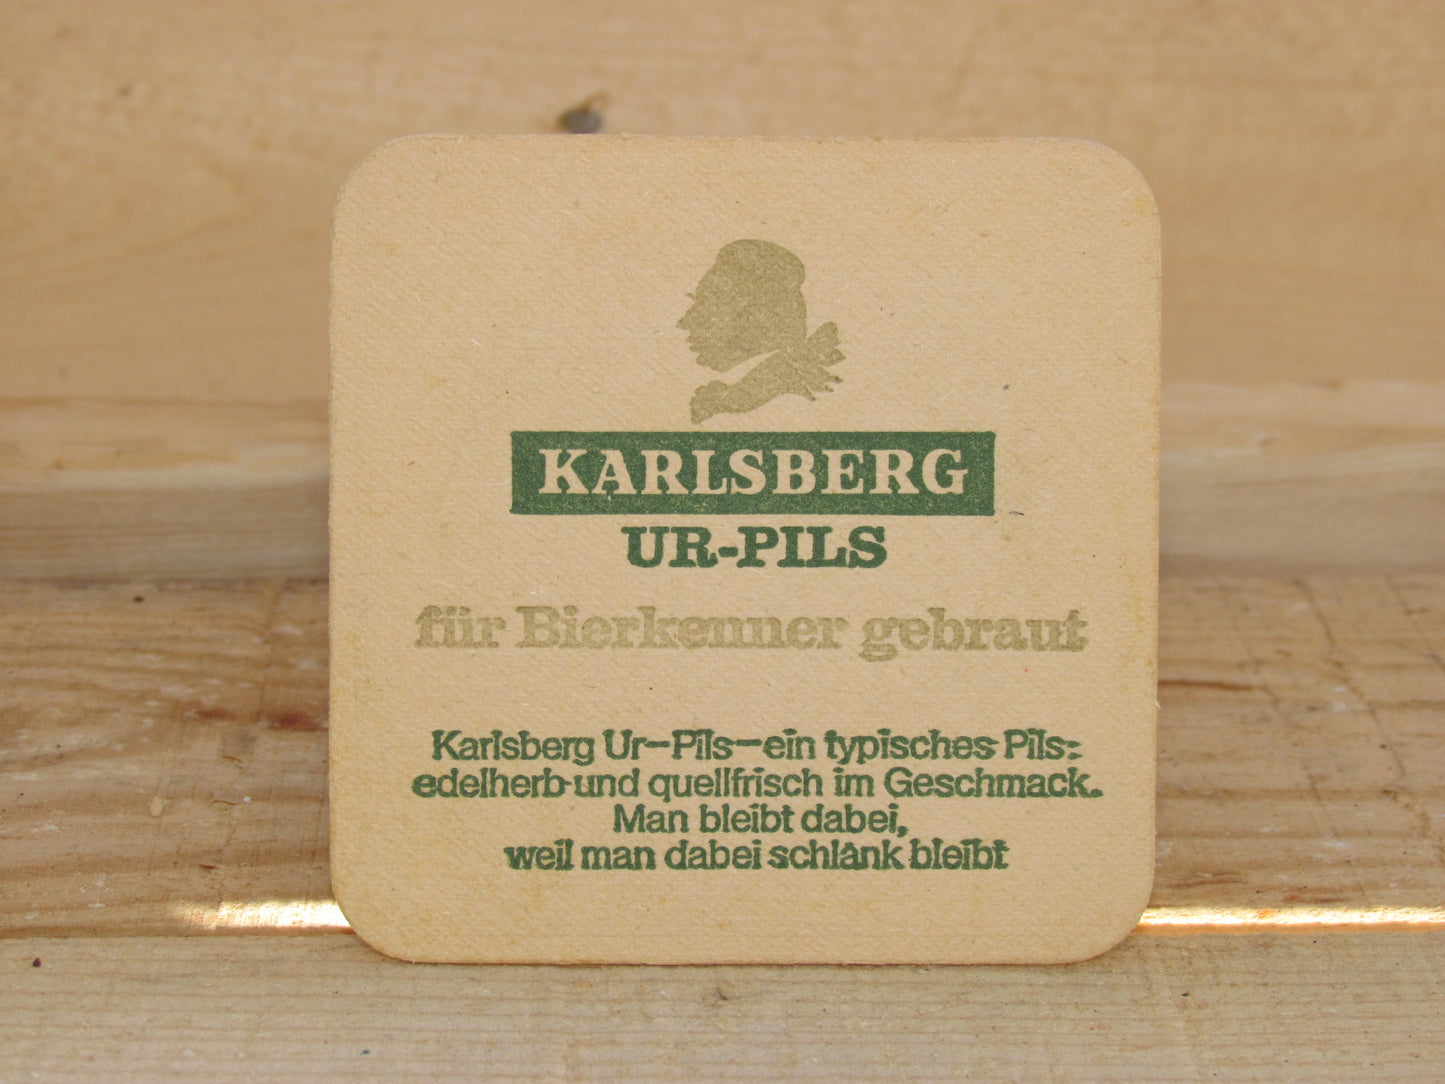 KARLSBERG
UR-PILS
für Bierkenner gebraut
Karlsberg Ur-Pils-ein typisches Pils:
edelherb und quellfrisch im Geschmack.
Man bleibt dabei,
weil man dabei schlank bleibt